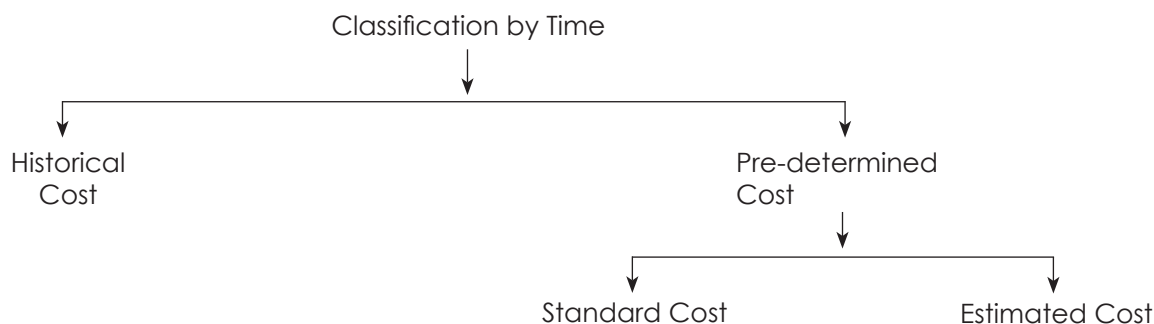 Classification by Time
Historical
Cost
Pre-determined
Cost
Standard Cost
Estimated Cost